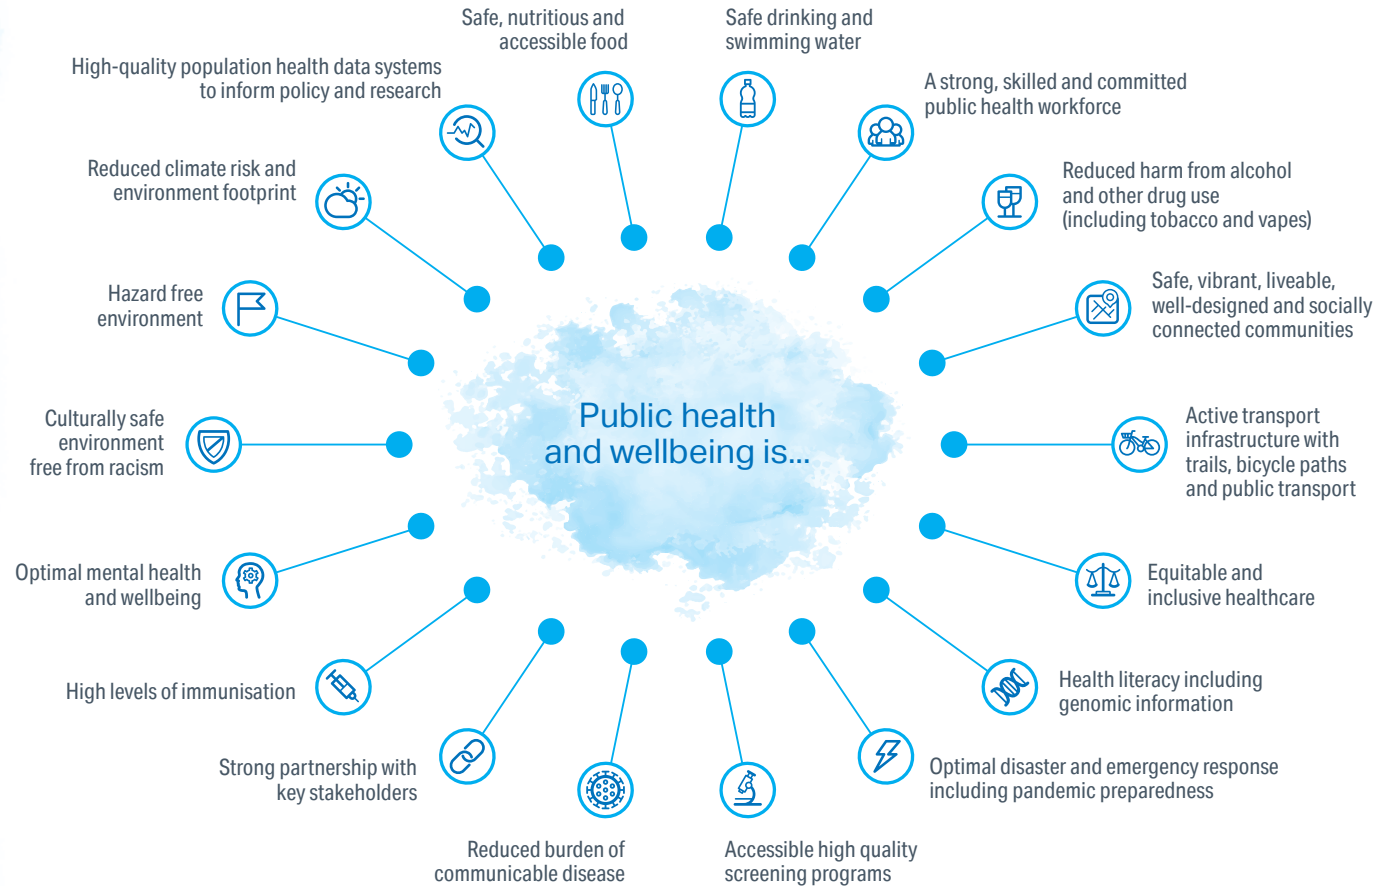 Safe, nutritious and
accessible food
Safe drinking and
swimming water
A strong, skilled and committed
public health workforce
Reduced harm from alcohol
and other drug use
(including tobacco and vapes)
Safe, vibrant, liveable,
well-designed and socially
connected communities
Active transport
infrastructure with
trails, bicycle paths
and public transport
Equitable and
inclusive healthcare
Health literacy including
genomic information
Optimal disaster and emergency response
including pandemic preparedness
Accessible high quality
screening programs
Reduced burden of
communicable disease
Strong partnership with
key stakeholders
High levels of immunisation
Optimal mental health
and wellbeing
Culturally safe
environment
free from racism
Hazard free
environment
Reduced climate risk and
environment footprint
High-quality population health data systems
to inform policy and research
Public health
and wellbeing is...